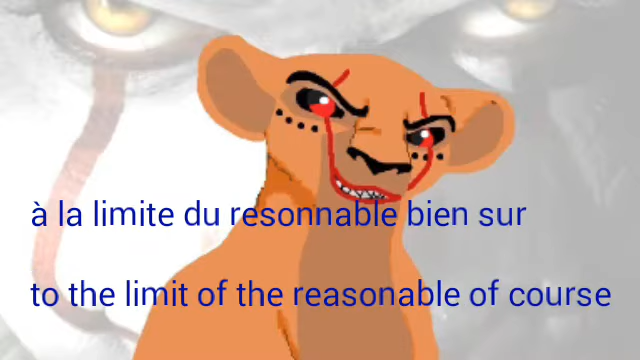 à la limite du resonnable bien sur
to the limit of the reasonable of course